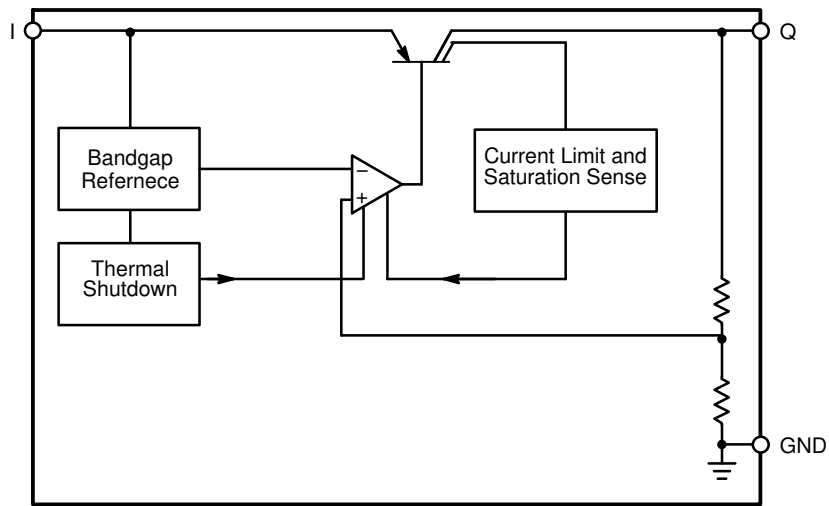 I
Q
Bandgap
Refernece
Current Limit and
Saturation Sense
−
+
Thermal
Shutdown
GND